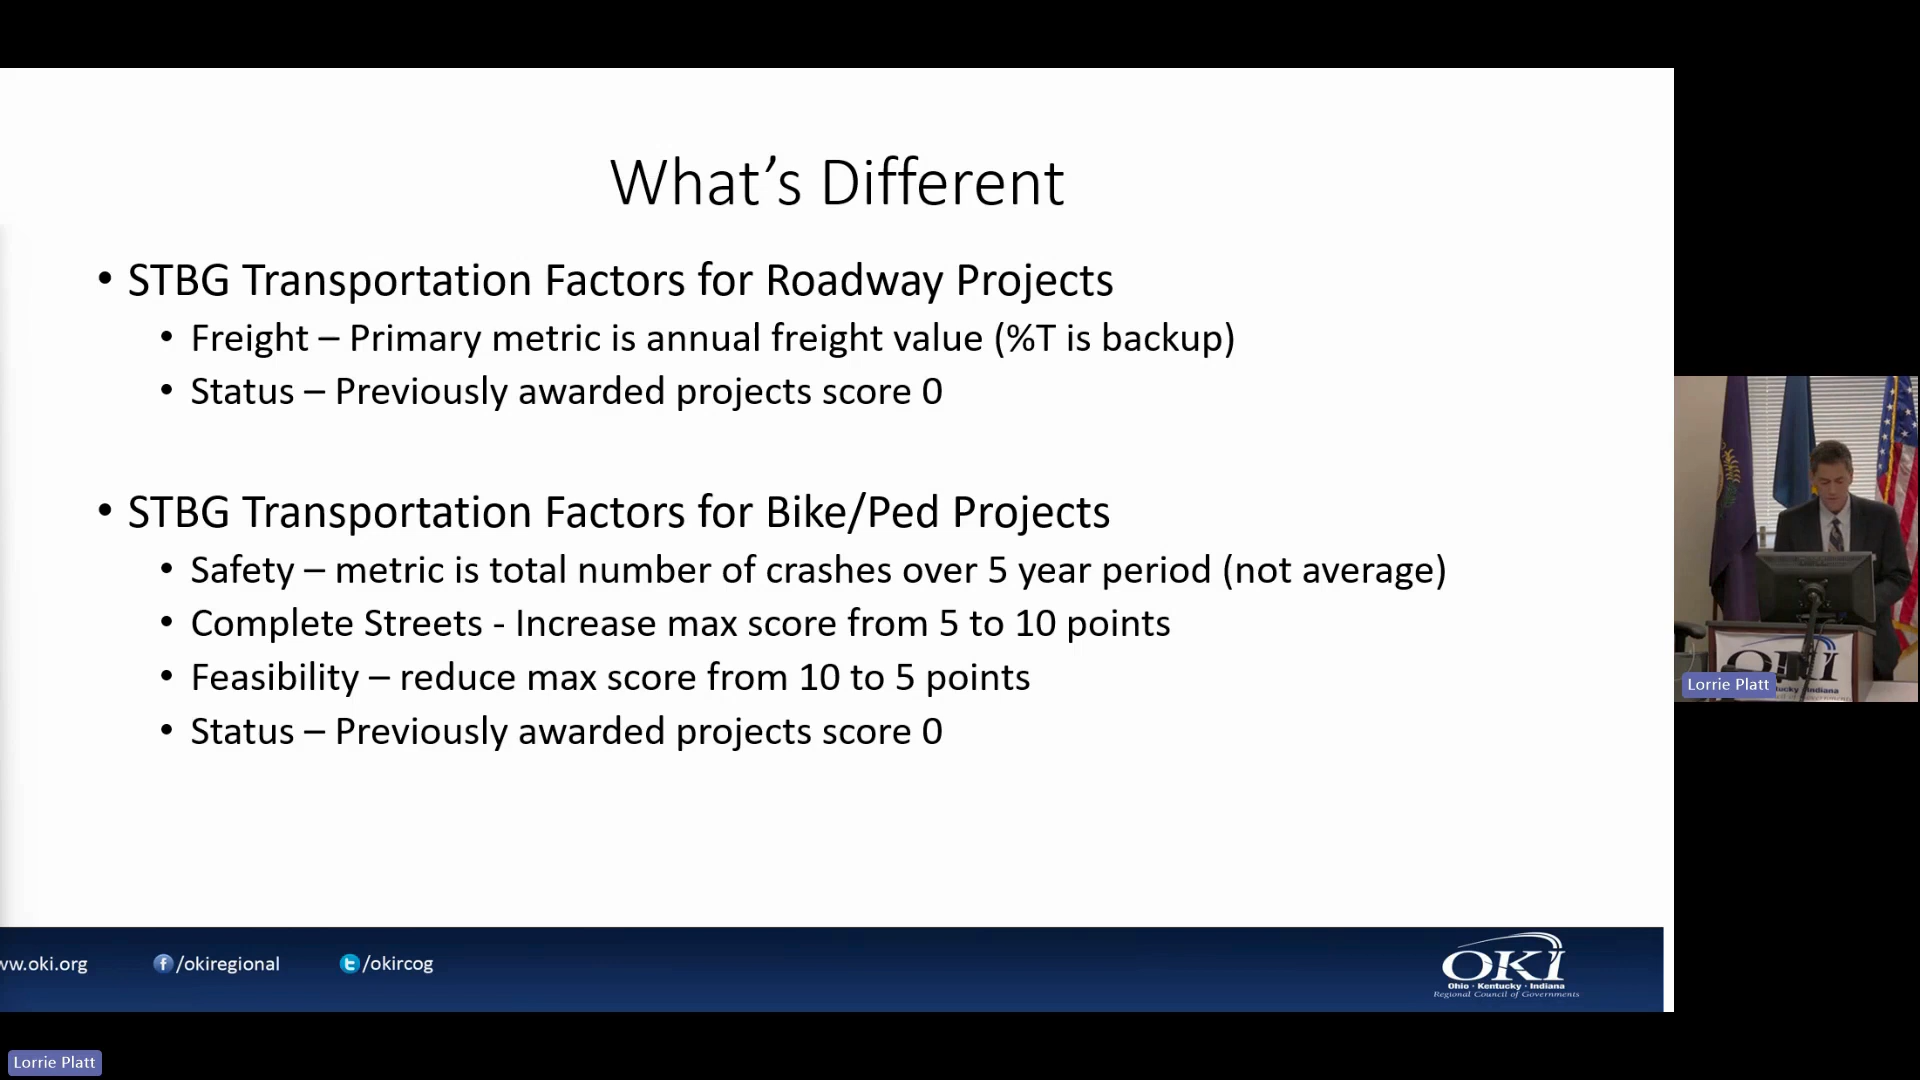 What’s Different
• STBG Transportation Factors for Roadway Projects
• Freight – Primary metric is annual freight value (%T is backup)
• Status – Previously awarded projects score 0
• STBG Transportation Factors for Bike/Ped Projects
• Safety – metric is total number of crashes over 5 year period (not average)
• Complete Streets - Increase max score from 5 to 10 points
• Feasibility – reduce max score from 10 to 5 points
• Status – Previously awarded projects score 0
OKI
Lorrie Platt
ucky • Indiana
ww.oki.org
/okiregional
/okircog
OKI
Ohio • Kentucky • Indiana
Regional Council of Governments
Lorrie Platt